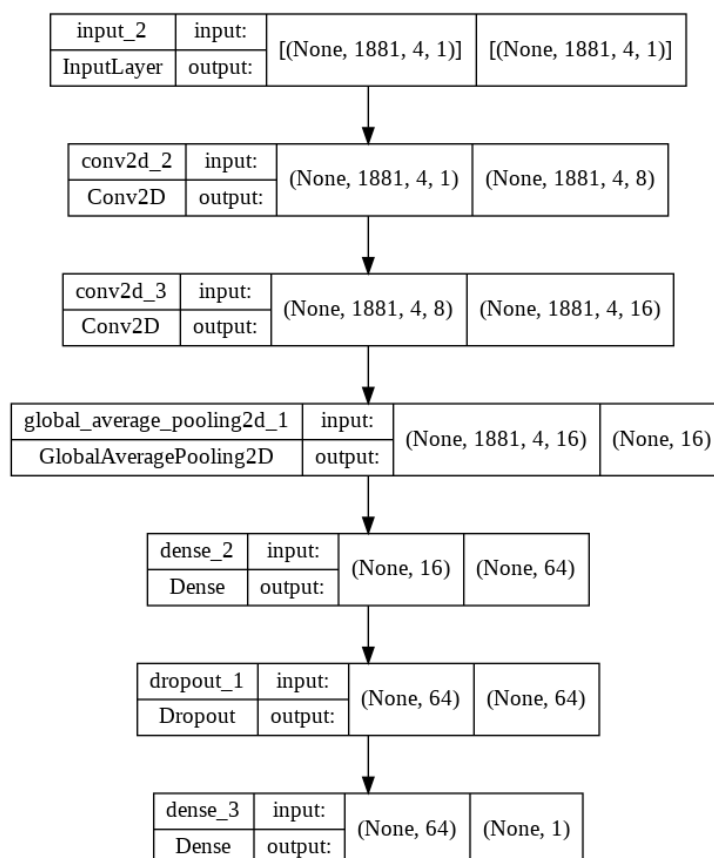 input_2 input: [(None, 1881, 4, 1)] [(None, 1881, 4, 1)]
InputLayer output:
conv2d_2 input: (None, 1881, 4, 1) (None, 1881, 4, 8)
Conv2D output:
conv2d_3 input: (None, 1881, 4, 8) (None, 1881, 4, 16)
Conv2D output:
global_average_pooling2d_1 input: (None, 1881, 4, 16) (None, 16)
GlobalAveragePooling2D output:
dense_2 input: (None, 16) (None, 64)
Dense output:
dropout_1 input: (None, 64) (None, 64)
Dropout output:
dense_3 input: (None, 64) (None, 1)
Dense output: